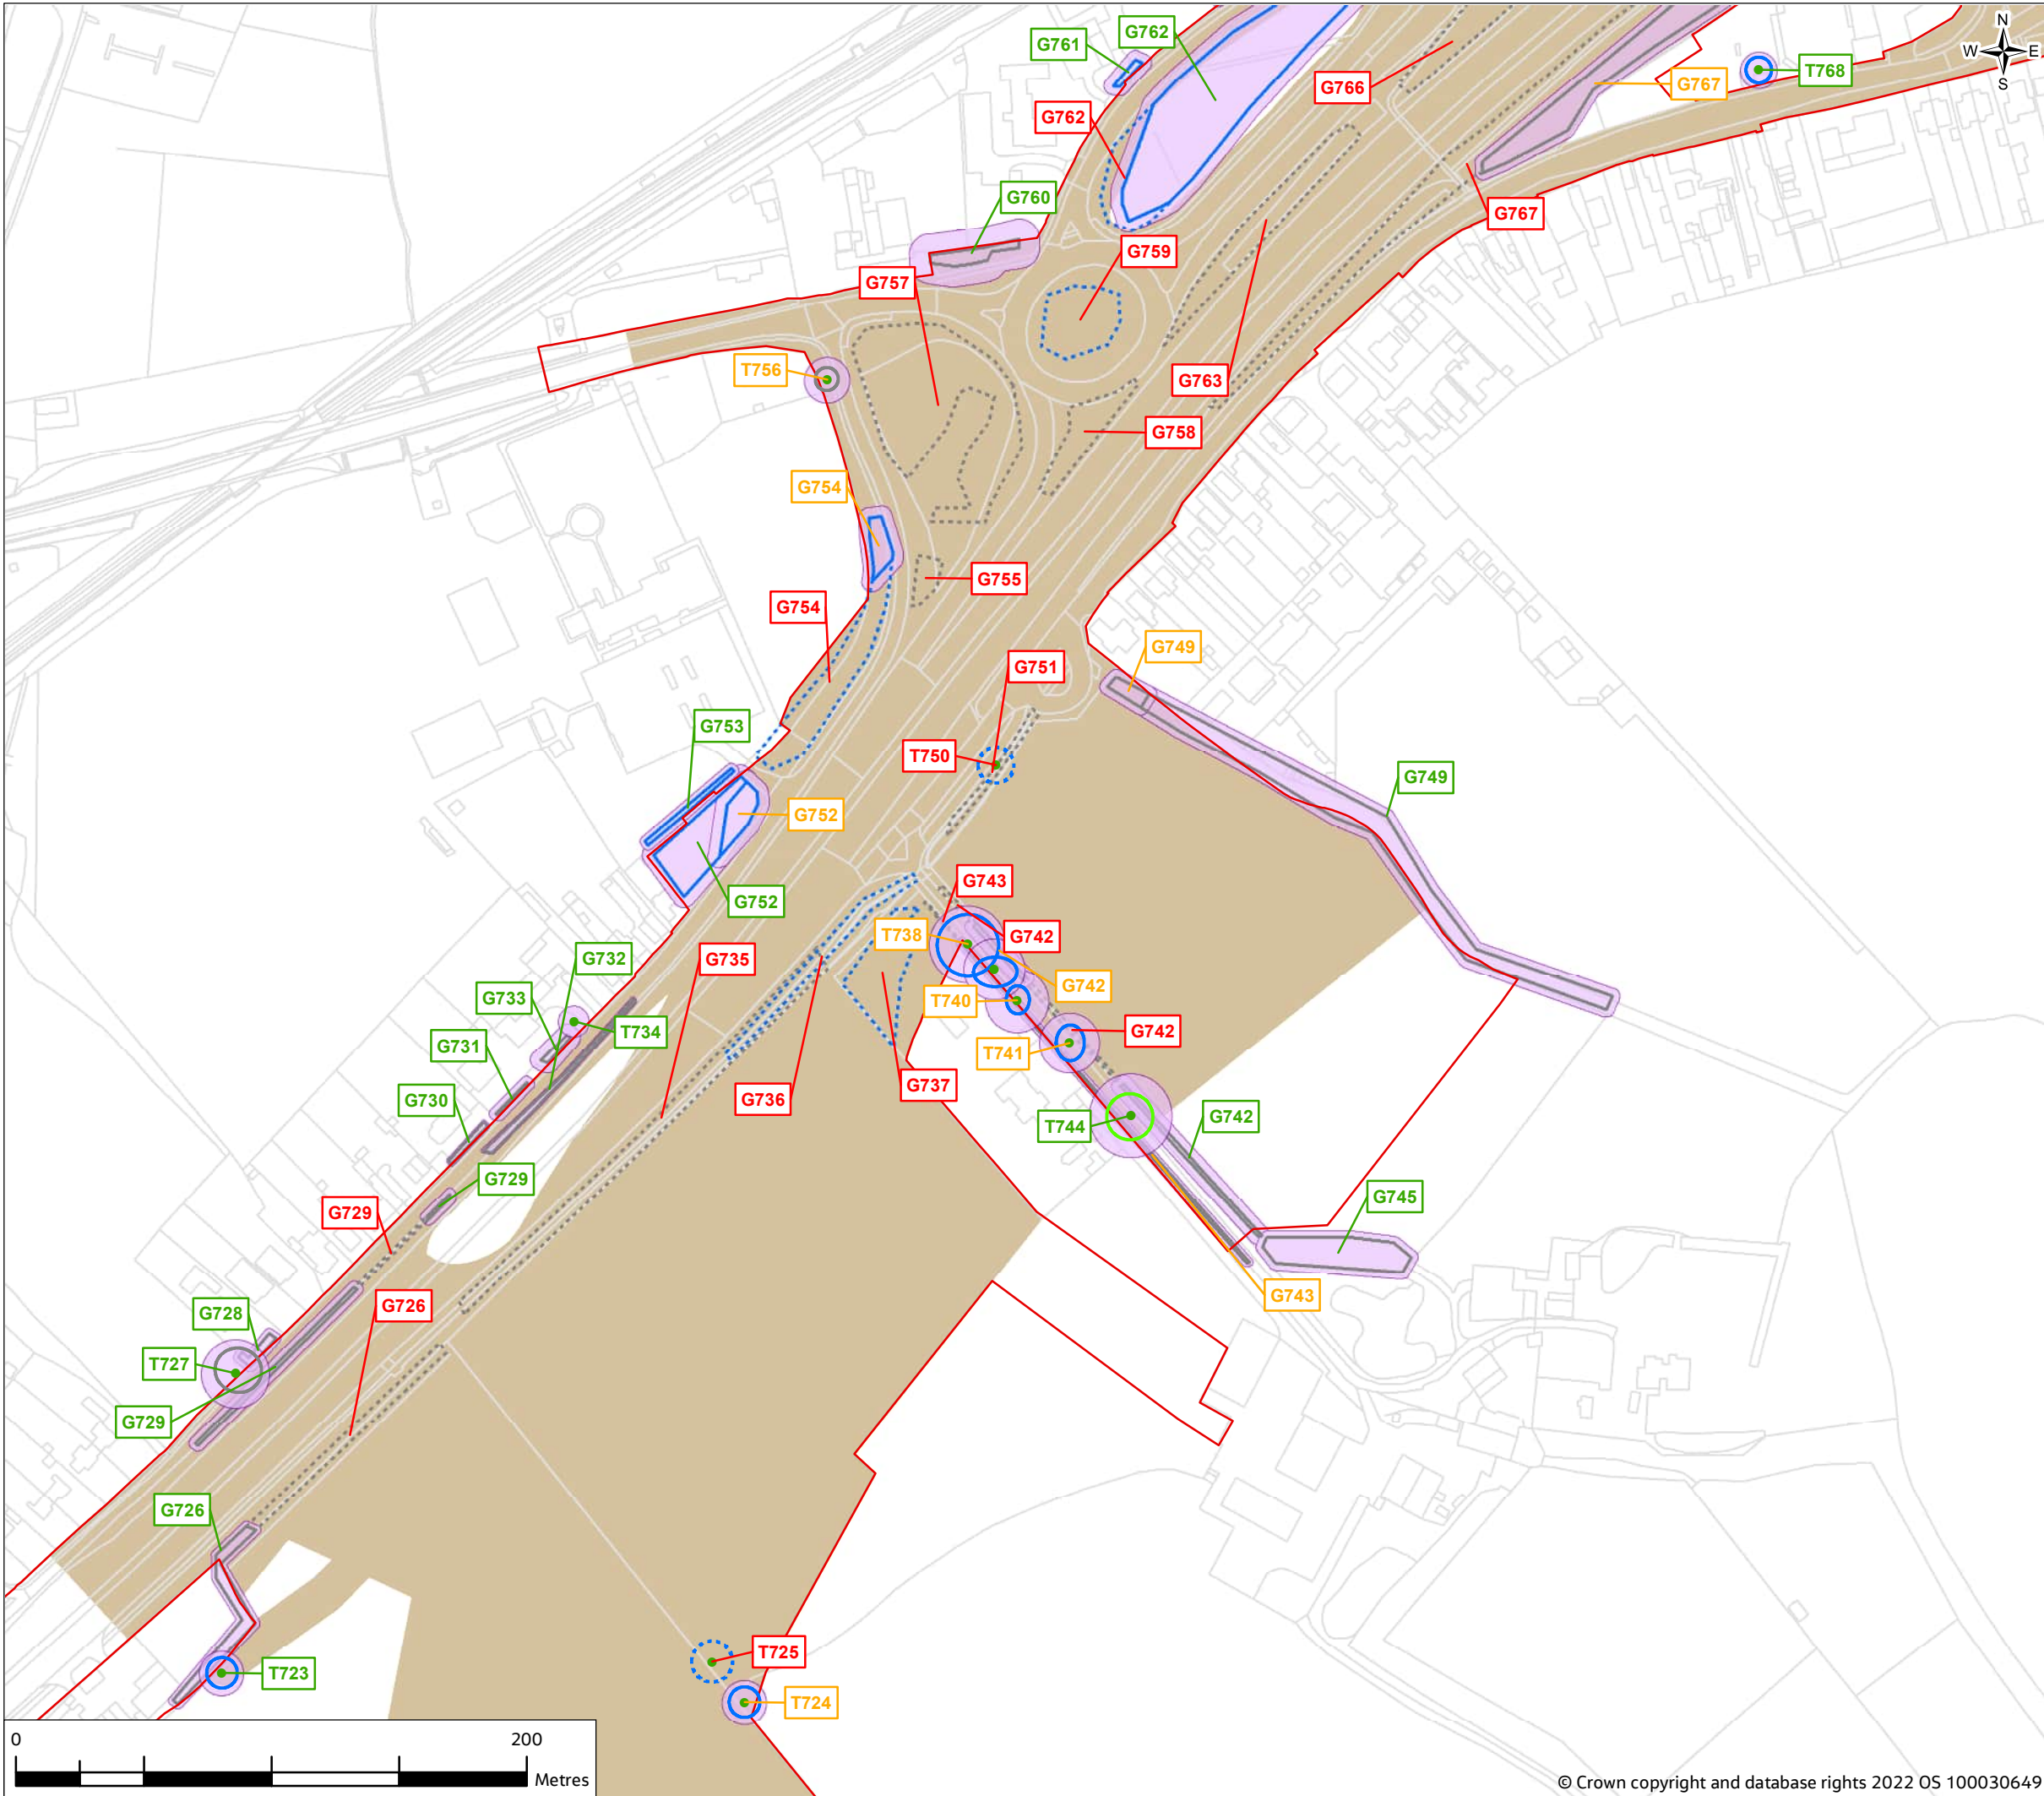 N
W E
S
G761
G762
G766
G767
T768
G762
G760
G767
G759
G757
T756
G763
G758
G754
G755
G754
G749
G751
G753
T750
G749
G752
G743
G752
T738
G742
G732
G735
G742
G733
T740
T734
G742
G731
T741
G737
G736
G730
G742
T744
G729
G745
G729
G743
G726
G728
T727
G729
G726
T725
T723
T724
0 200
Metres
© Crown copyright and database rights 2022 OS 100030649